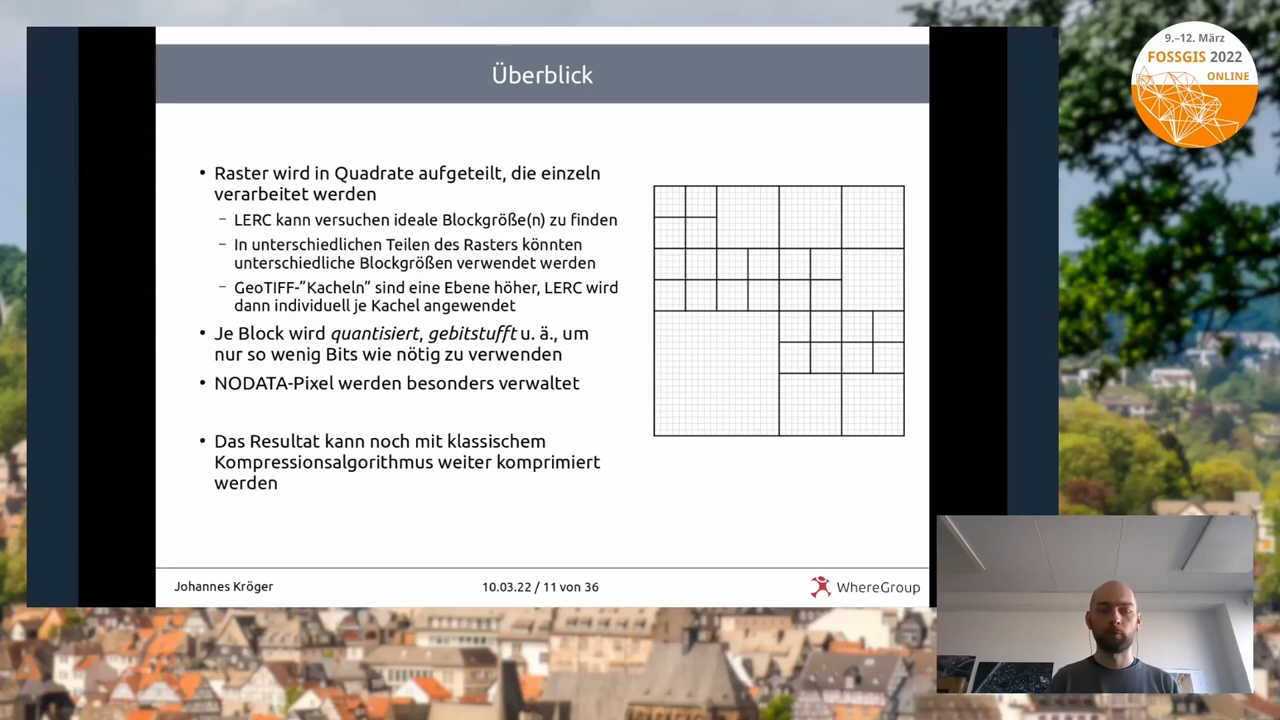 Überblick
• Raster wird in Quadrate aufgeteilt, die einzeln
verarbeitet werden
– LERC kann versuchen ideale Blockgröße(n) zu finden
– In unterschiedlichen Teilen des Rasters könnten
unterschiedliche Blockgrößen verwendet werden
– GeoTIFF-”Kacheln” sind eine Ebene höher, LERC wird
dann individuell je Kachel angewendet
• Je Block wird quantisiert, gebitstufft u. ä., um
nur so wenig Bits wie nötig zu verwenden
• NODATA-Pixel werden besonders verwaltet
• Das Resultat kann noch mit klassischem
Kompressionsalgorithmus weiter komprimiert
werden
Johannes Kröger
10.03.22 / 11 von 36
WhereGroup
9.–12. März
FOSSGIS 2022
ONLINE